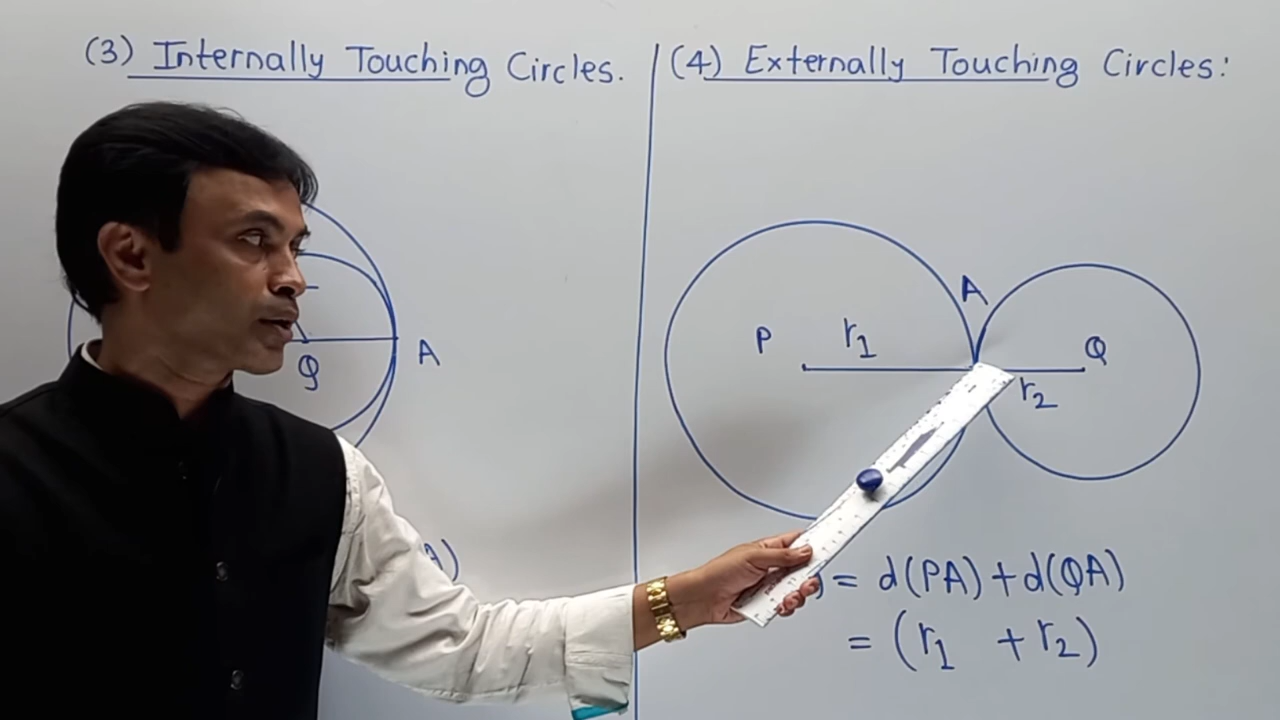 (3) Internally Touching Circles.
A
Q
(4) Externally Touching Circles:
A
P
r₁
Q
r₂
) = d(PA) + d(QA)
= (r₁ + r₂)